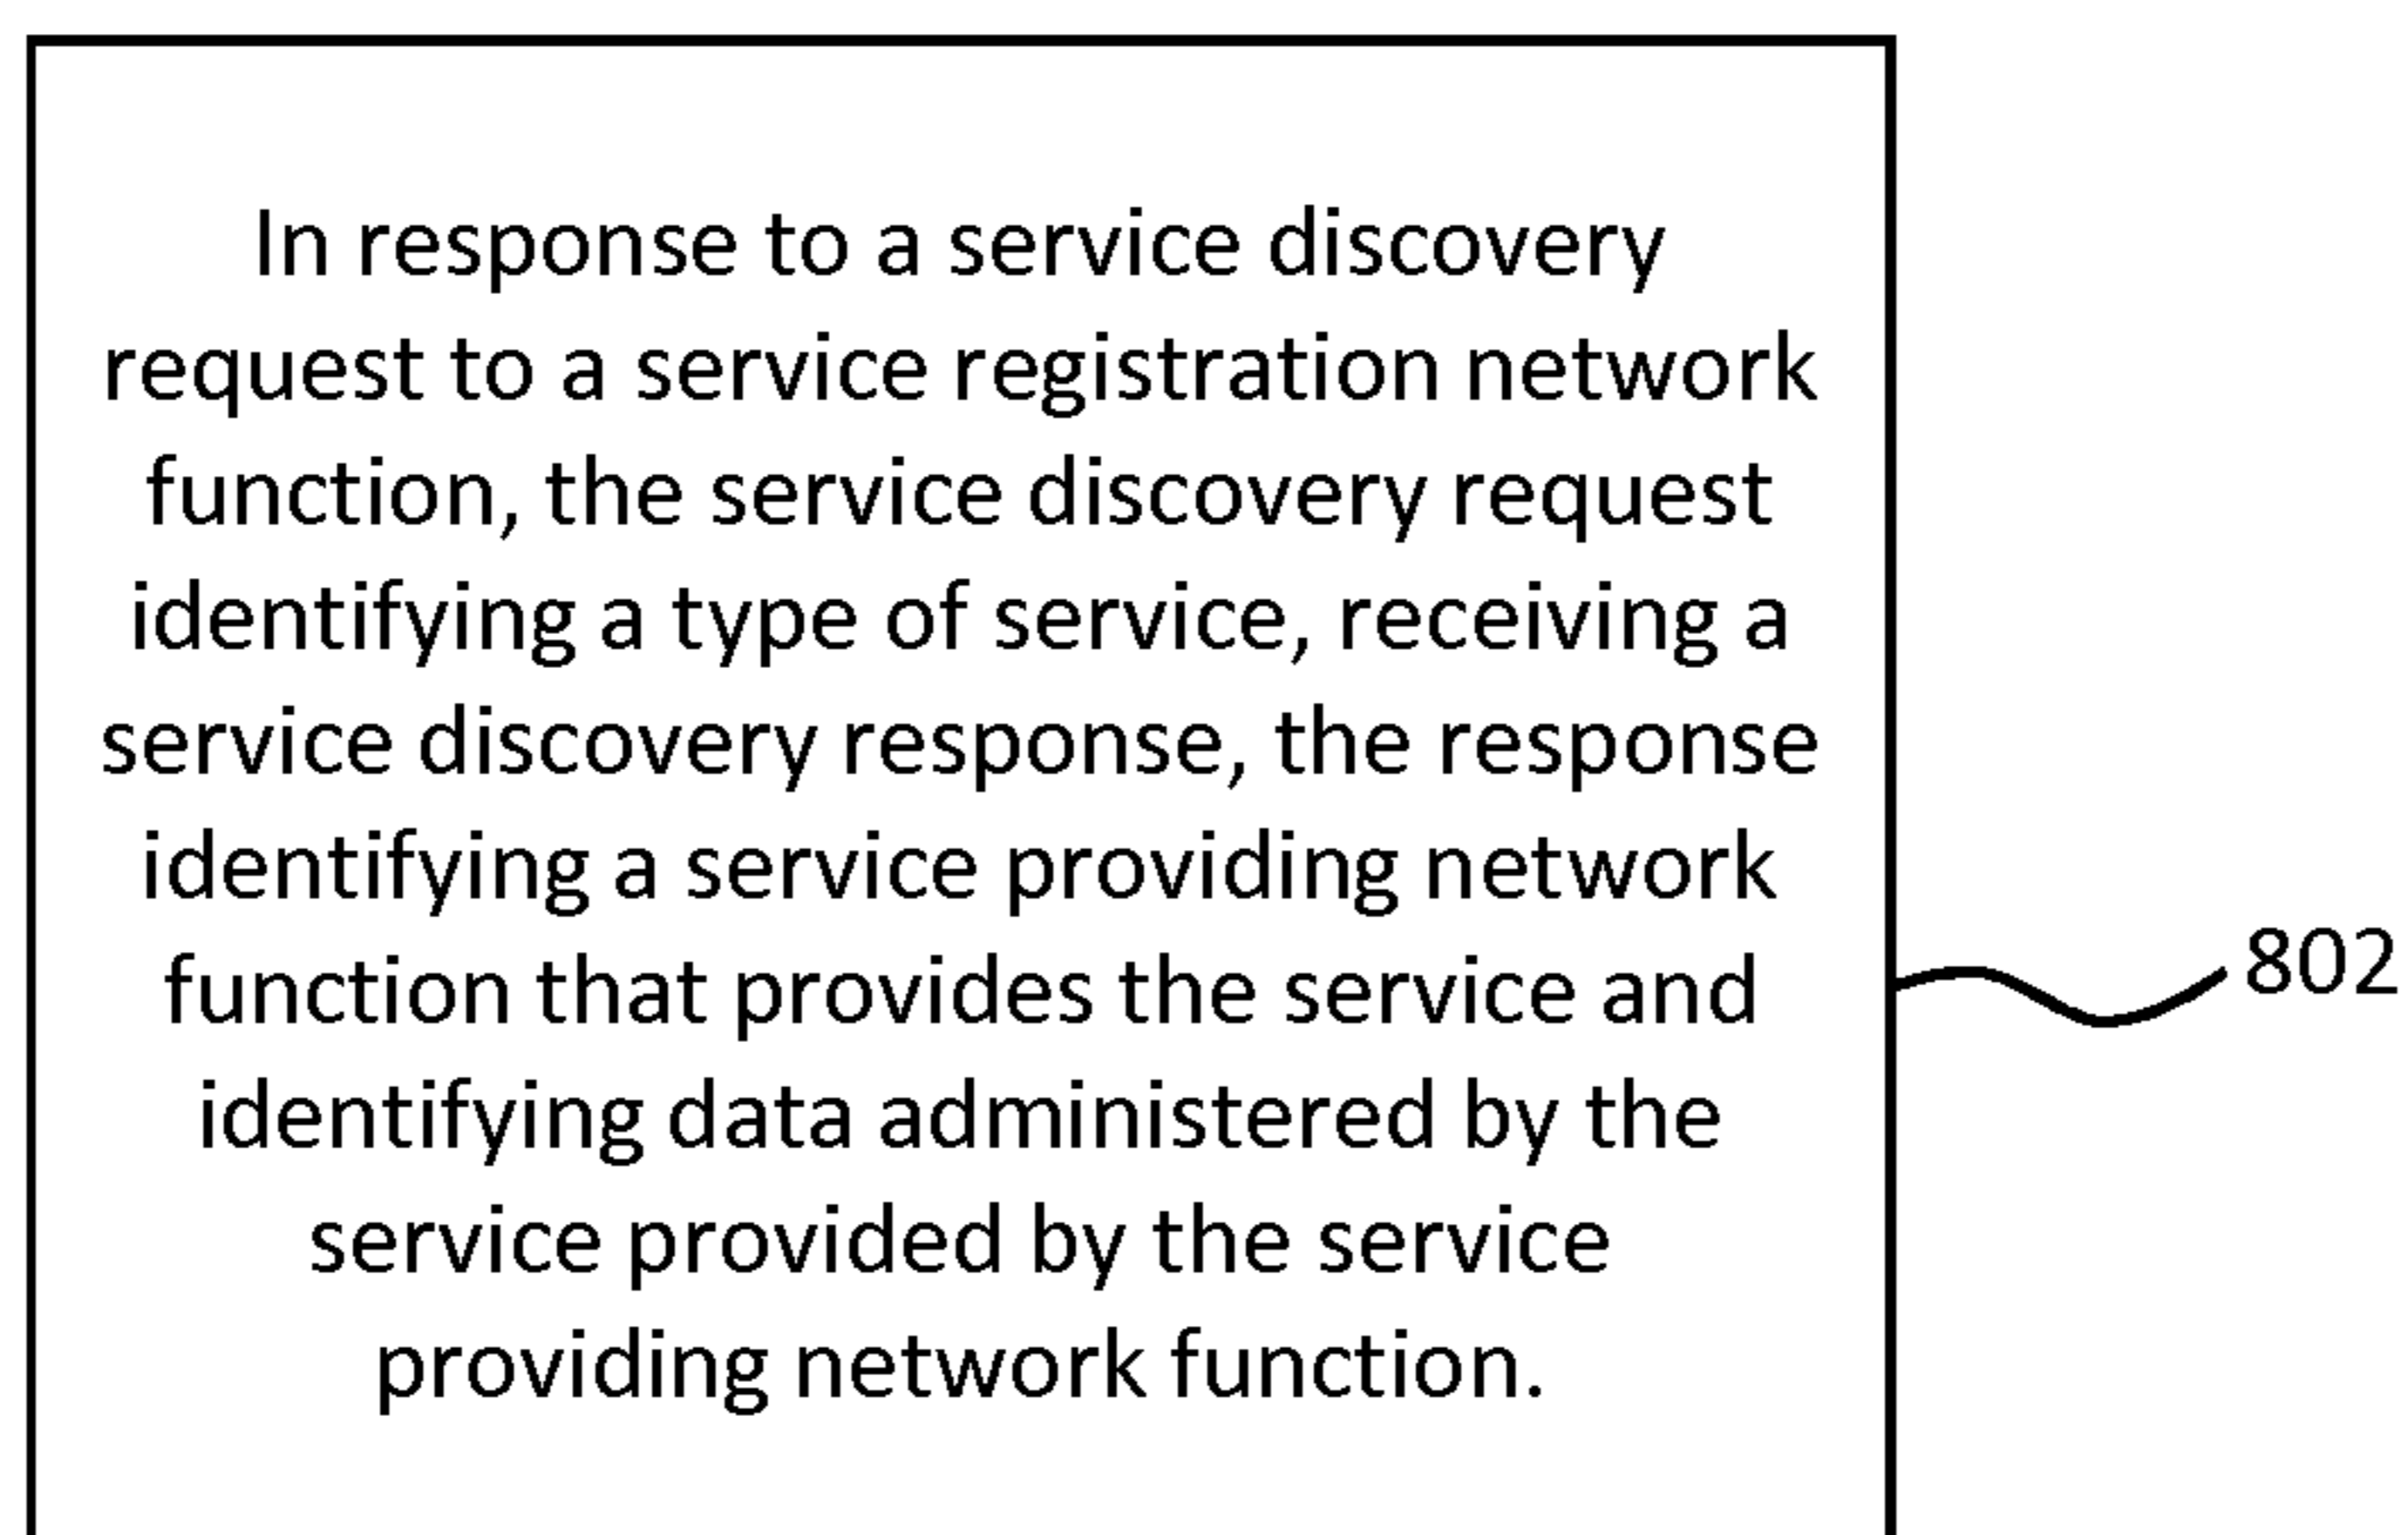 In response to a service discovery
request to a service registration network
function, the service discovery request
identifying a type of service, receiving a
service discovery response, the response
identifying a service providing network
function that provides the service and
identifying data administered by the
service provided by the service
providing network function.
802